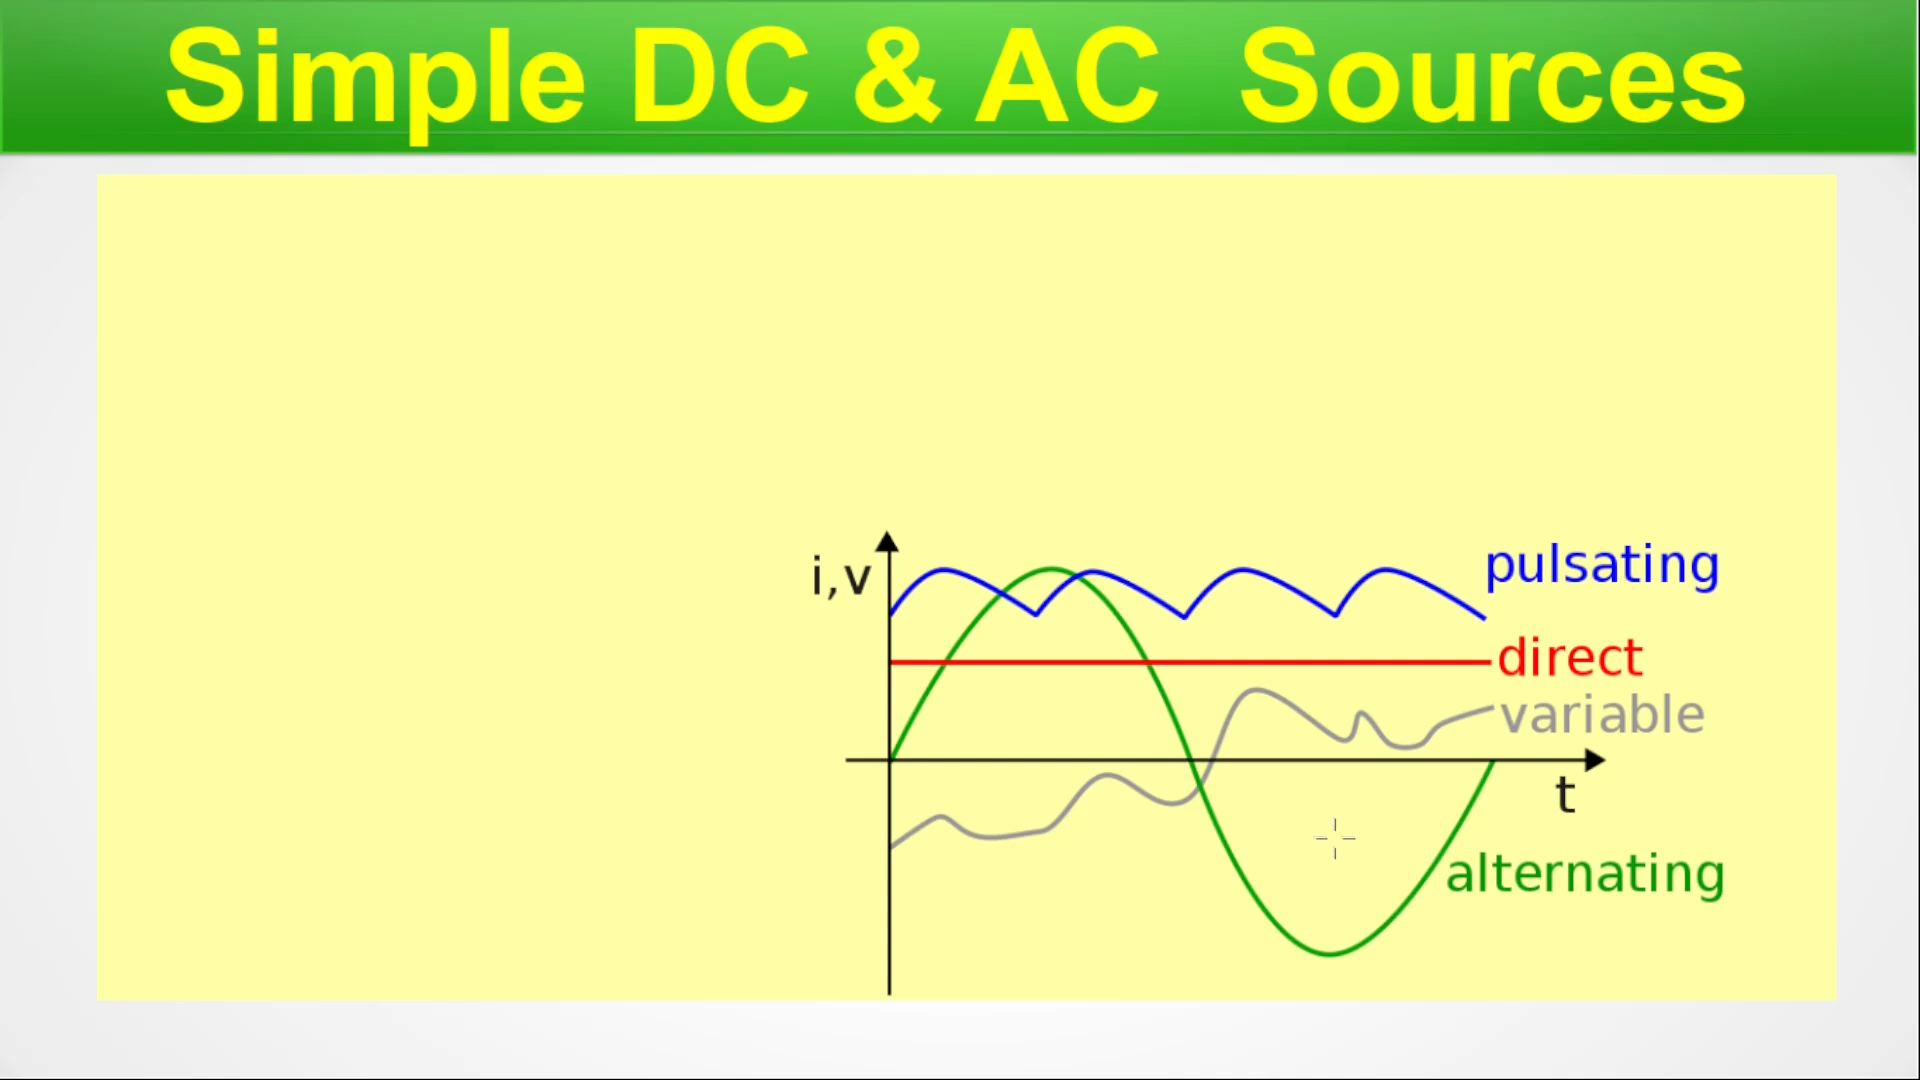 Simple DC & AC Sources
i,v
pulsating
direct
variable
t
alternating